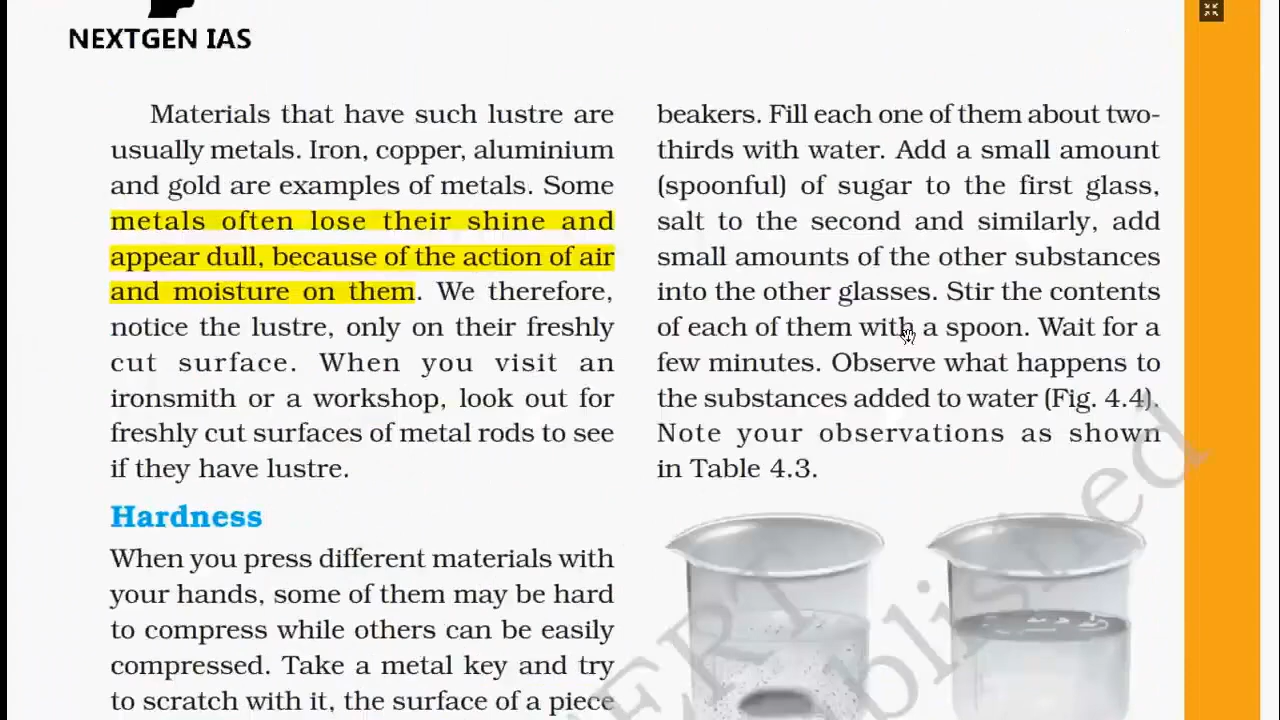 NEXTGEN IAS
Materials that have such lustre are
usually metals. Iron, copper, aluminium
and gold are examples of metals. Some
metals often lose their shine and
appear dull, because of the action of air
and moisture on them. We therefore,
notice the lustre, only on their freshly
cut surface. When you visit an
ironsmith or a workshop, look out for
freshly cut surfaces of metal rods to see
if they have lustre.
Hardness
When you press different materials with
your hands, some of them may be hard
to compress while others can be easily
compressed. Take a metal key and try
to scratch with it, the surface of a piece
beakers. Fill each one of them about two-
thirds with water. Add a small amount
(spoonful) of sugar to the first glass,
salt to the second and similarly, add
small amounts of the other substances
into the other glasses. Stir the contents
of each of them with a spoon. Wait for a
few minutes. Observe what happens to
the substances added to water (Fig. 4.4).
Note your observations as shown
in Table 4.3.